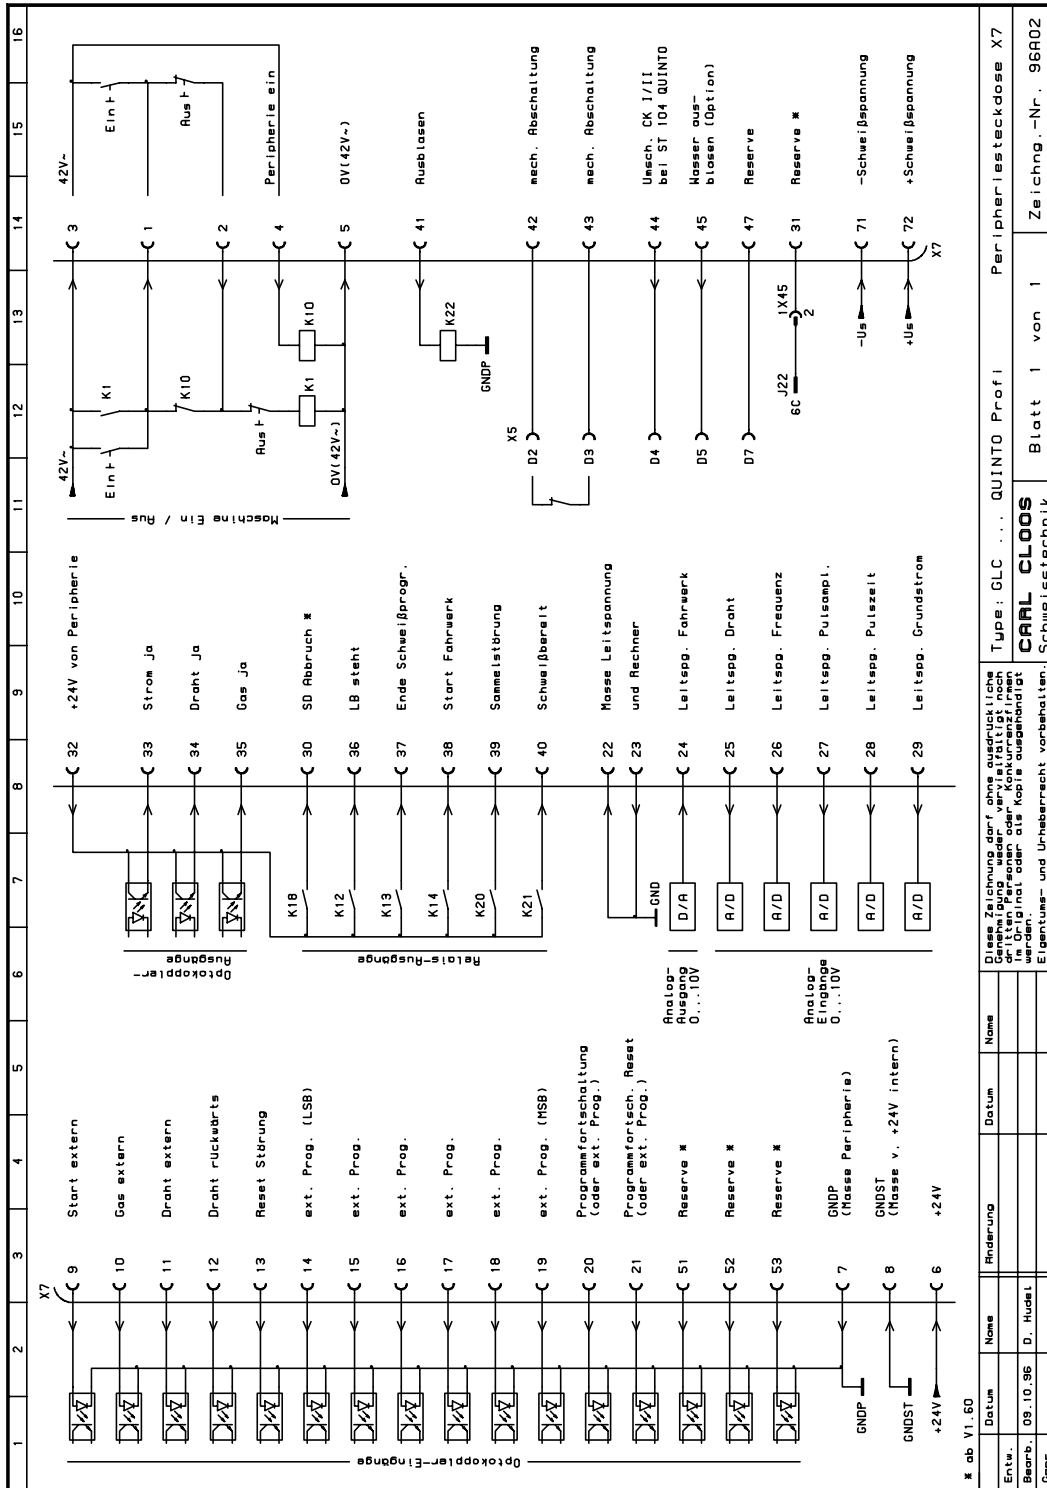 1 2 3 4 5 6 7 8 9 10 11 12 13 14 15 16
X7
9 Start extern
10 Gas extern
11 Draht extern
12 Draht rückwärts
13 Reset Störung
14 ext. Prog. (LSB)
15 ext. Prog.
16 ext. Prog.
17 ext. Prog.
18 ext. Prog.
19 ext. Prog. (MSB)
20 Programmfortschaltung
(oder ext. Prog.)
21 Programmfortsch. Reset
(oder ext. Prog.)
51 Reserve *
52 Reserve *
53 Reserve *
7 GNDP
(Masse Peripherie)
8 GNDST
(Masse v. +24V intern)
6 +24V
GNDP
GNDST
+24V
Optokoppler-Eingänge
* ab V1.60
32 +24V von Peripherie
33 Strom ja
34 Draht ja
35 Gas ja
30 SD Abbruch *
36 LB steht
37 Ende Schweißprogr.
38 Start Fahrwerk
39 Sammelstörung
40 Schweißbereit
22 Masse Leitspannung
23 und Rechner
24 Leitspg. Fahrwerk
25 Leitspg. Draht
26 Leitspg. Frequenz
27 Leitspg. Pulsampl.
28 Leitspg. Pulszeit
29 Leitspg. Grundstrom
K18
K12
K13
K14
K20
K21
GND
D/A
A/D
A/D
A/D
A/D
A/D
Optokoppler-
Ausgänge
Relais-Ausgänge
Analog-
Ausgang
0...10V
Analog-
Eingänge
0...10V
42V~
Ein
K1
K10
Aus
K1
K10
0V(42V~)
Maschine Ein / Aus
3 42V~
Ein
1
Aus
2
4 Peripherie ein
5 0V(42V~)
41 Ausblasen
K22
GNDP
X5
D2
D3
D4
D5
D7
42 mech. Abschaltung
43 mech. Abschaltung
44 Umsch. CK I/II
bei ST 104 QUINTO
45 Wasser aus-
blasen (Option)
47 Reserve
31 Reserve *
J22
6C
1X45
2
71 -Schweißspannung
72 +Schweißspannung
-Us
+Us
X7
Datum Name Änderung Datum Name
Entw.
Bearb. 09.10.96 D. Hudel
Diese Zeichnung darf ohne ausdrückliche
Genehmigung weder vervielfältigt noch
dritten Personen oder Konkurrenzfirmen
im Original oder als Kopie ausgehändigt
werden.
Eigentums- und Urheberrecht vorbehalten.
Type: GLC ... QUINTO Profi Peripheriesteckdose X7
CARL CLOOS
Schweisstechnik
Blatt 1 von 1
Zeichng.-Nr. 96A02